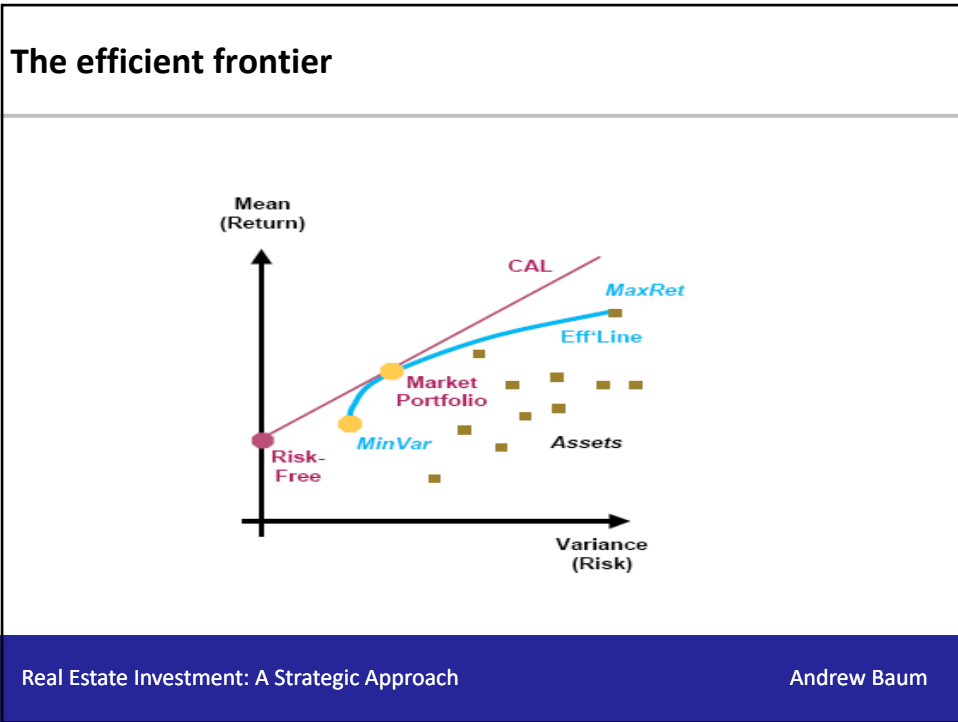 The efficient frontier
Mean
(Return)
CAL
MaxRet
Eff‘Line
Market
Portfolio
MinVar
Assets
Risk-
Free
Variance
(Risk)
Real Estate Investment: A Strategic Approach
Andrew Baum